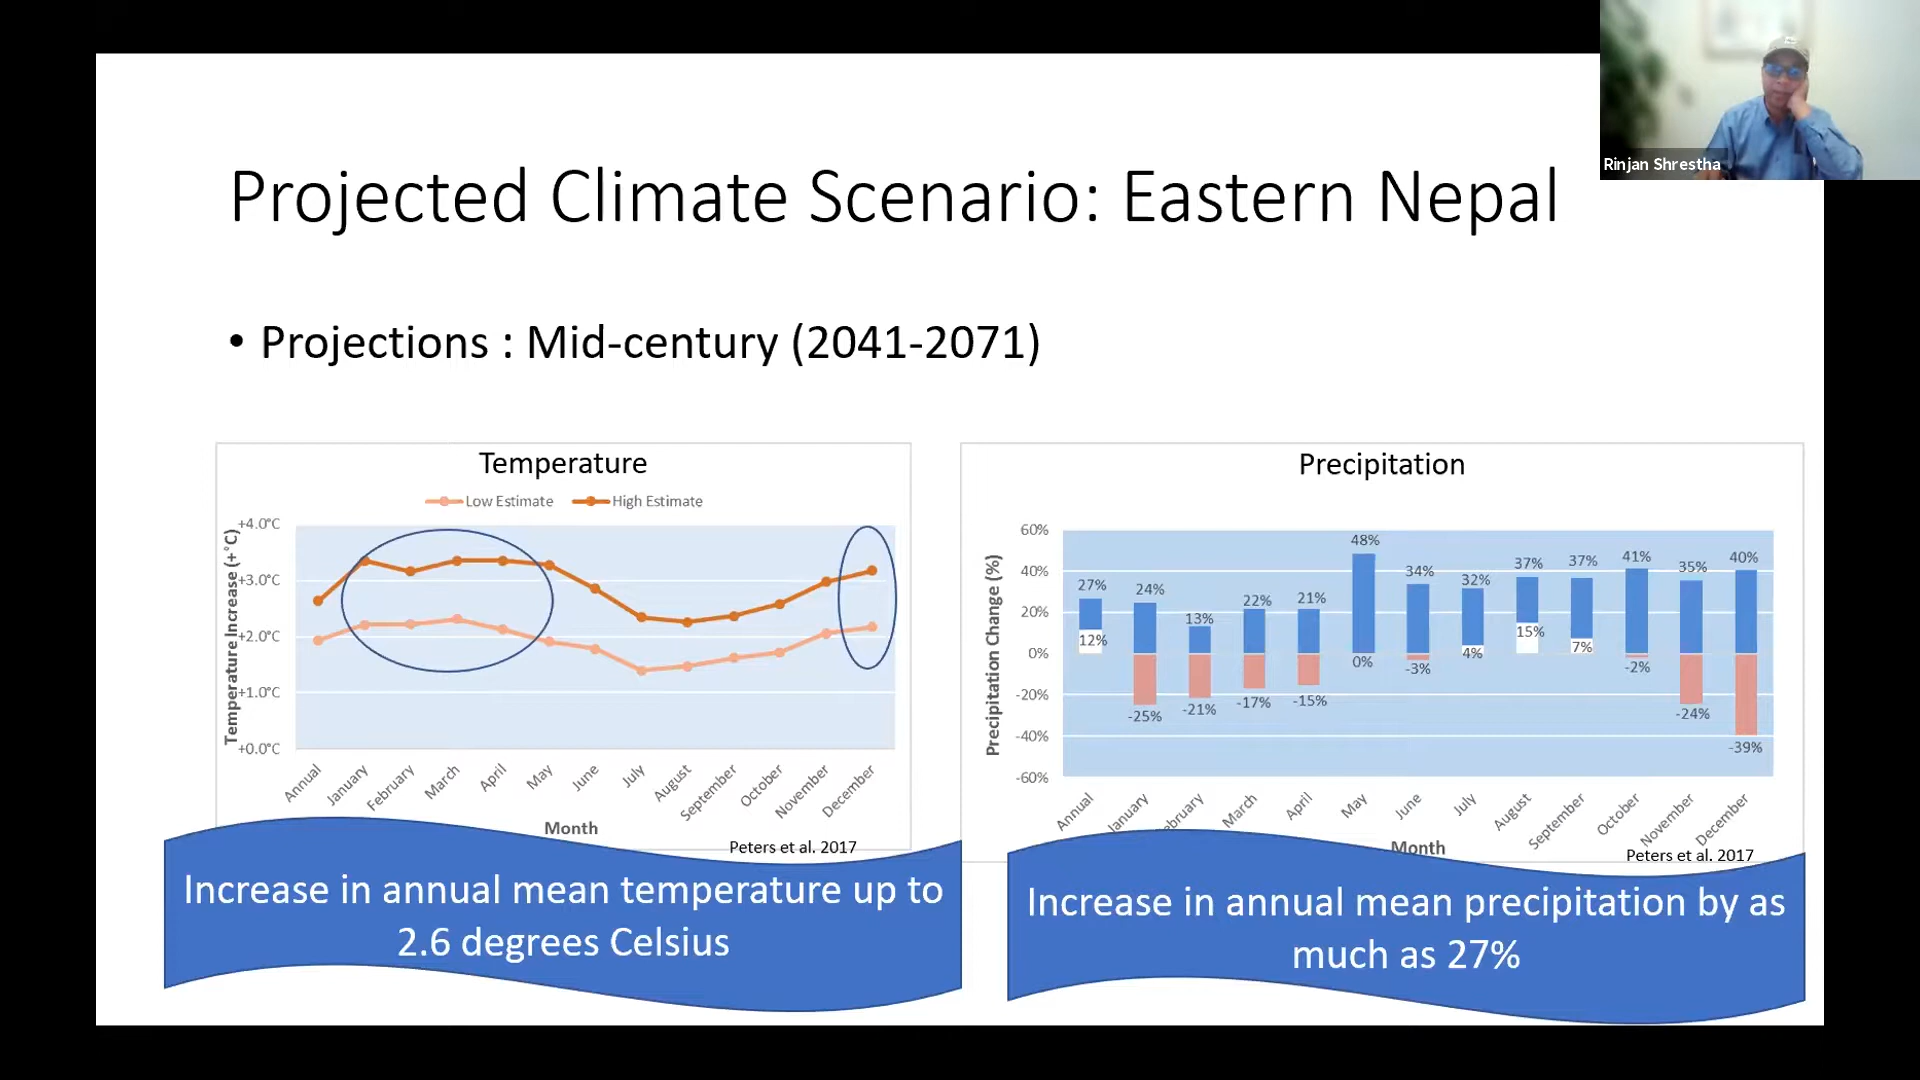 Rinjan Shrestha
Projected Climate Scenario: Eastern Nepal
• Projections : Mid-century (2041-2071)
Temperature
Low Estimate High Estimate
Temperature Increase (+°C)
+4.0°C
+3.0°C
+2.0°C
+1.0°C
+0.0°C
Annual January February March April May June July August September October November December
Month
Peters et al. 2017
Increase in annual mean temperature up to
2.6 degrees Celsius
Precipitation
Precipitation Change (%)
60%
40%
20%
0%
-20%
-40%
-60%
27% 24% 13% 22% 21% 48% 34% 32% 37% 37% 41% 35% 40%
12% -25% -21% -17% -15% 0% -3% 4% 15% 7% -2% -24% -39%
Annual January February March April May June July August September October November December
Month
Peters et al. 2017
Increase in annual mean precipitation by as
much as 27%